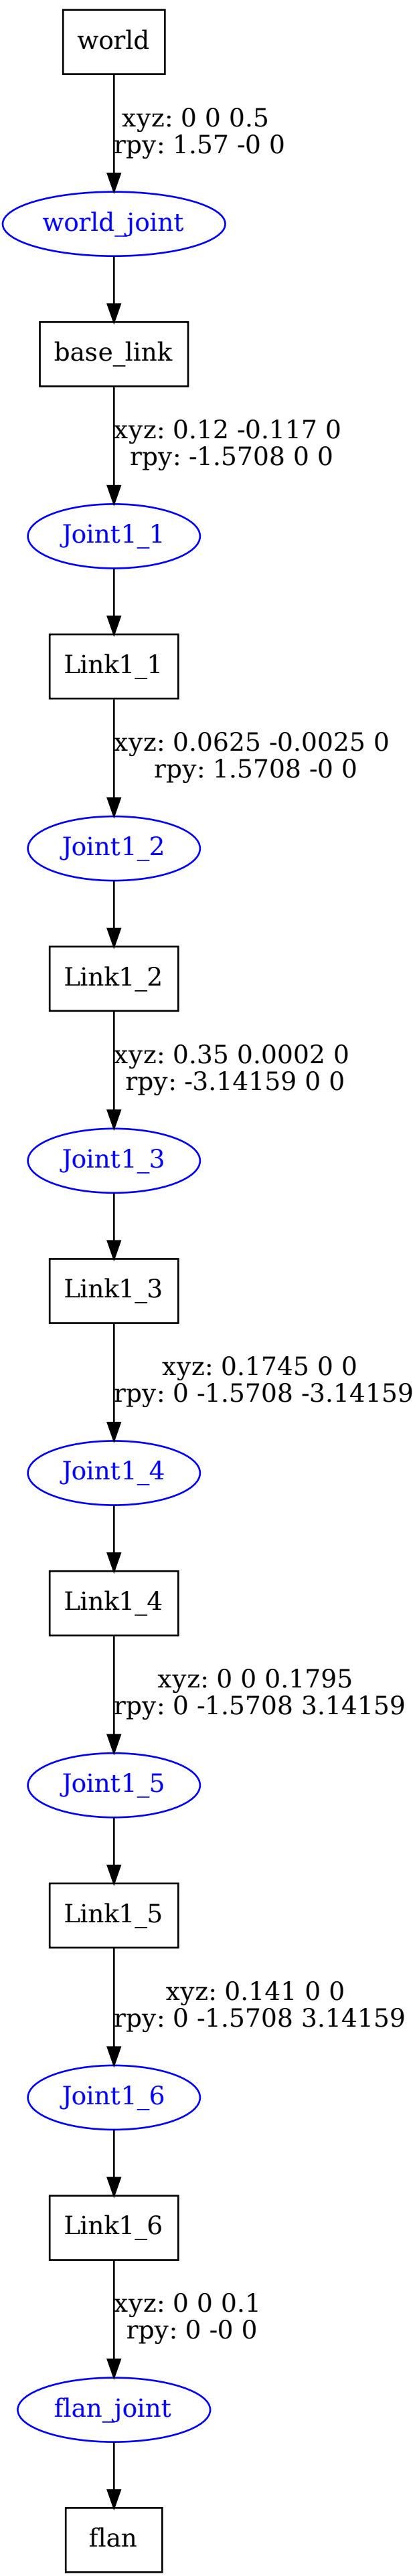 world
xyz: 0 0 0.5
rpy: 1.57 -0 0
world_joint
base_link
xyz: 0.12 -0.117 0
rpy: -1.5708 0 0
Joint1_1
Link1_1
xyz: 0.0625 -0.0025 0
rpy: 1.5708 -0 0
Joint1_2
Link1_2
xyz: 0.35 0.0002 0
rpy: -3.14159 0 0
Joint1_3
Link1_3
xyz: 0.1745 0 0
rpy: 0 -1.5708 -3.14159
Joint1_4
Link1_4
xyz: 0 0 0.1795
rpy: 0 -1.5708 3.14159
Joint1_5
Link1_5
xyz: 0.141 0 0
rpy: 0 -1.5708 3.14159
Joint1_6
Link1_6
xyz: 0 0 0.1
rpy: 0 -0 0
flan_joint
flan